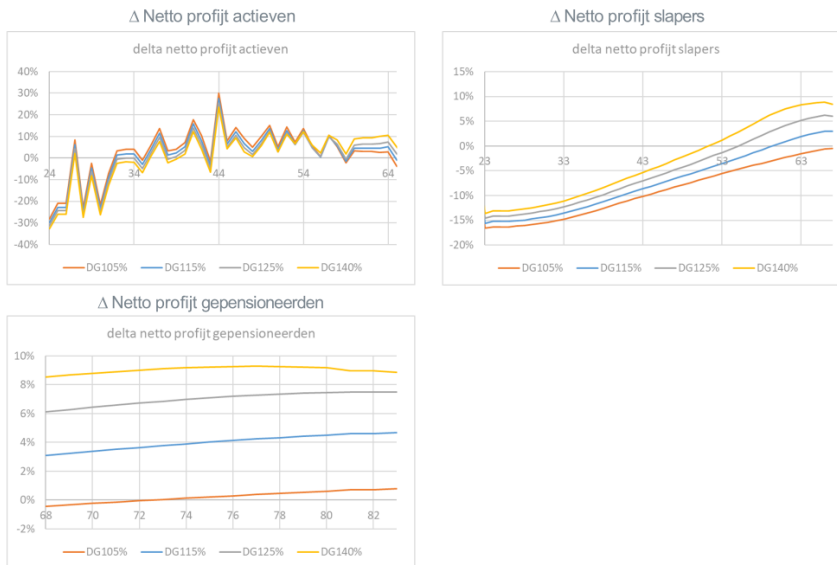 Δ Netto profijt actieven
delta netto profijt actieven
40%
30%
20%
10%
0%
-10%
-20%
-30%
-40%
24 34 44 54 64
DG105% DG115% DG125% DG140%
Δ Netto profijt slapers
delta netto profijt slapers
15%
10%
5%
0%
-5%
-10%
-15%
-20%
23 33 43 53 63
DG105% DG115% DG125% DG140%
Δ Netto profijt gepensioneerden
delta netto profijt gepensioneerden
10%
8%
6%
4%
2%
0%
-2%
68 70 72 74 76 78 80 82
DG105% DG115% DG125% DG140%